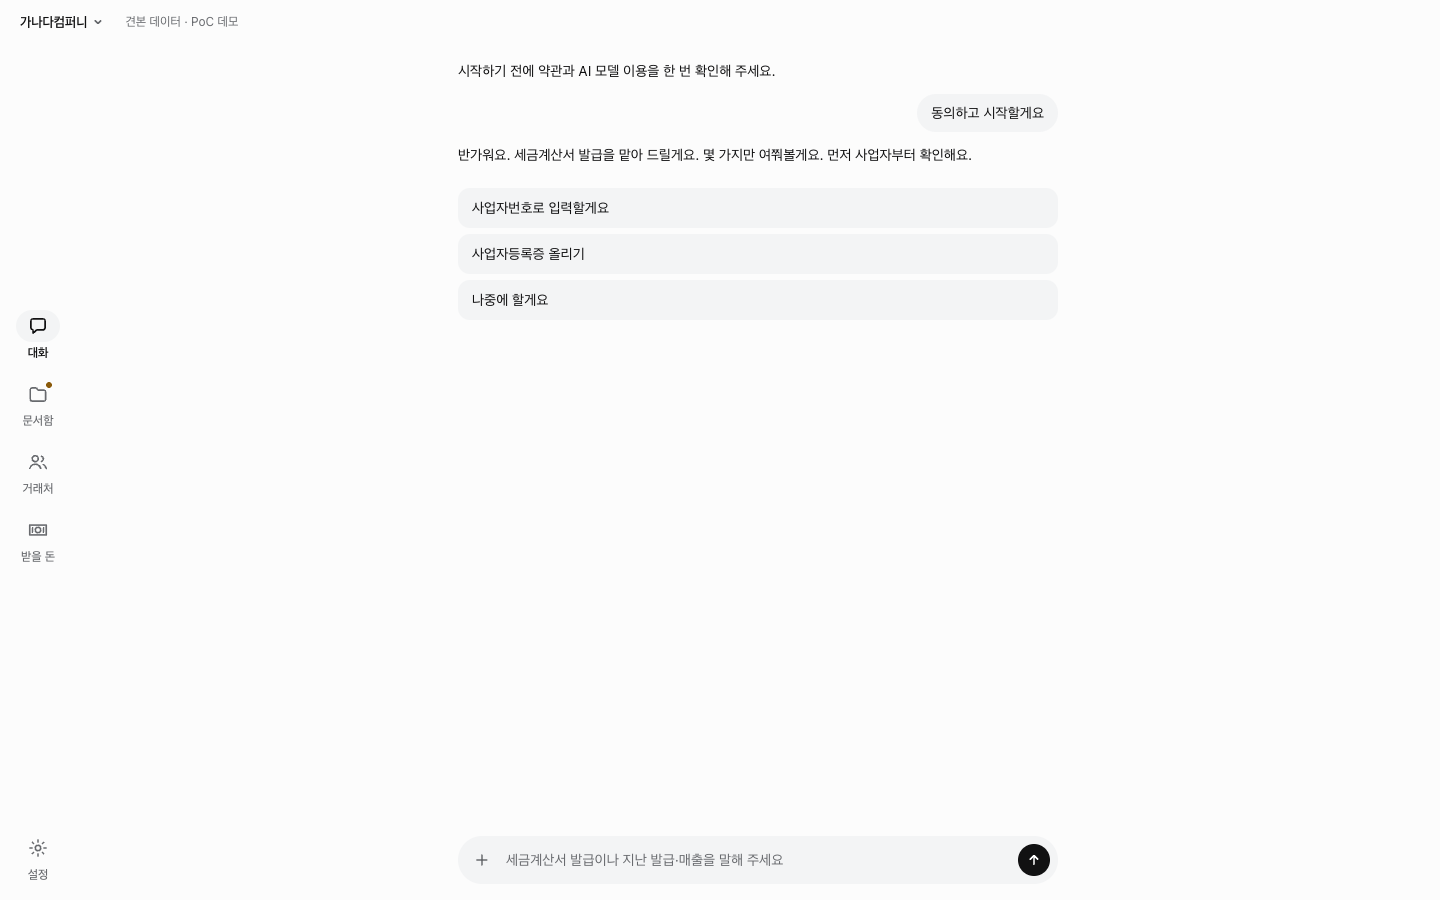 가나다컴퍼니
견본 데이터 · PoC 데모
시작하기 전에 약관과 AI 모델 이용을 한 번 확인해 주세요.
동의하고 시작할게요
반가워요. 세금계산서 발급을 맡아 드릴게요. 몇 가지만 여쭤볼게요. 먼저 사업자부터 확인해요.
사업자번호로 입력할게요
사업자등록증 올리기
나중에 할게요
대화
문서함
거래처
받을 돈
설정
세금계산서 발급이나 지난 발급·매출을 말해 주세요